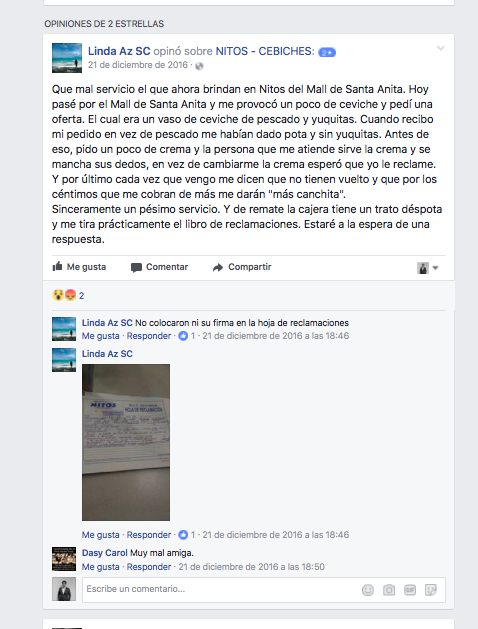 OPINIONES DE 2 ESTRELLAS
Linda Az SC opinó sobre NITOS - CEBICHES: 2★
21 de diciembre de 2016 ·
Que mal servicio el que ahora brindan en Nitos del Mall de Santa Anita. Hoy
pasé por el Mall de Santa Anita y me provocó un poco de ceviche y pedí una
oferta. El cual era un vaso de ceviche de pescado y yuquitas. Cuando recibo
mi pedido en vez de pescado me habían dado pota y sin yuquitas. Antes de
eso, pido un poco de crema y la persona que me atiende sirve la crema y se
mancha sus dedos, en vez de cambiarme la crema esperó que yo le reclame.
Y por último cada vez que vengo me dicen que no tienen vuelto y que por los
céntimos que me cobran de más me darán "más canchita".
Sinceramente un pésimo servicio. Y de remate la cajera tiene un trato déspota
y me tira prácticamente el libro de reclamaciones. Estaré a la espera de una
respuesta.
Me gusta Comentar Compartir
2
Linda Az SC No colocaron ni su firma en la hoja de reclamaciones
Me gusta · Responder · 1 · 21 de diciembre de 2016 a las 18:46
Linda Az SC
NITOS
HOJA DE RECLAMACIÓN
Me gusta · Responder · 1 · 21 de diciembre de 2016 a las 18:46
Dasy Carol Muy mal amiga.
Me gusta · Responder · 21 de diciembre de 2016 a las 18:50
Escribe un comentario...
GIF